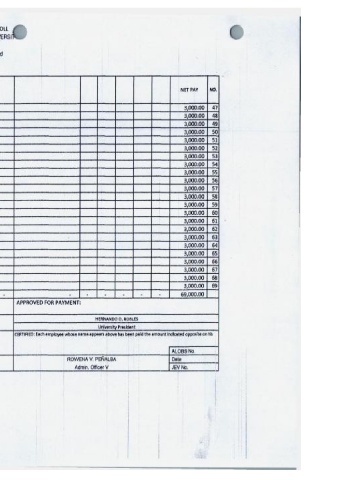 OLL
VERSIT
d
NET PAY NO.
3,000.00 47
3,000.00 48
3,000.00 49
3,000.00 50
3,000.00 51
3,000.00 52
3,000.00 53
3,000.00 54
3,000.00 55
3,000.00 56
3,000.00 57
3,000.00 58
3,000.00 59
3,000.00 60
3,000.00 61
3,000.00 62
3,000.00 63
3,000.00 64
3,000.00 65
3,000.00 66
3,000.00 67
3,000.00 68
3,000.00 69
- - - - - - 69,000.00
APPROVED FOR PAYMENT:
HERNANDO D. ROBLES
University President
CERTIFIED: Each employee whose name appears above has been paid the amount indicated opposite on his
ALOBS No.
ROWENA V. PEÑALBA Date
Admin. Officer V JEV No.